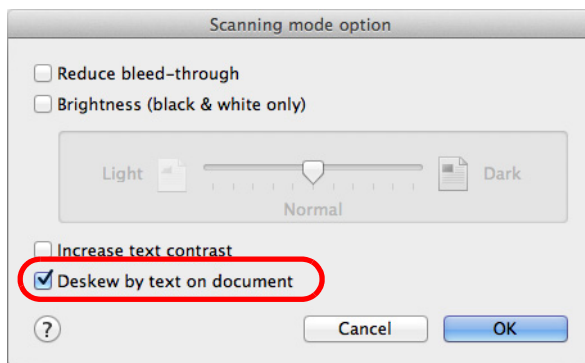 Scanning mode option
Reduce bleed-through
Brightness (black & white only)
Light Dark
Normal
Increase text contrast
Deskew by text on document
? Cancel OK